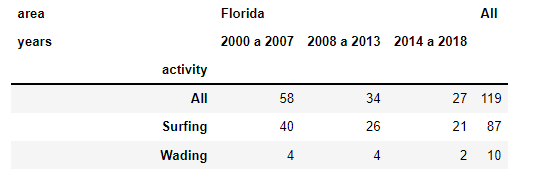 area Florida All
years 2000 a 2007 2008 a 2013 2014 a 2018
activity
All 58 34 27 119
Surfing 40 26 21 87
Wading 4 4 2 10